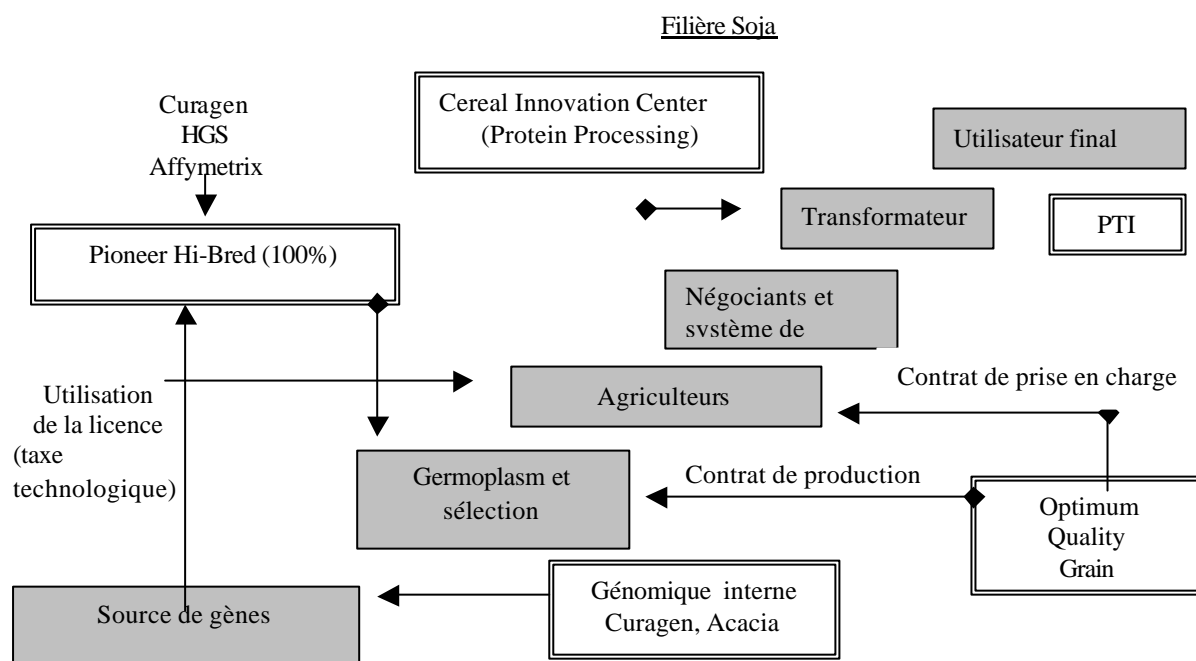 Filière Soja
Curagen
HGS
Affymetrix
Cereal Innovation Center
(Protein Processing)
Utilisateur final
Transformateur
PTI
Pioneer Hi-Bred (100%)
Négociants et
système de
Utilisation
de la licence
(taxe
technologique)
Agriculteurs
Contrat de prise en charge
Germoplasm et
sélection
Contrat de production
Optimum
Quality
Grain
Source de gènes
Génomique interne
Curagen, Acacia